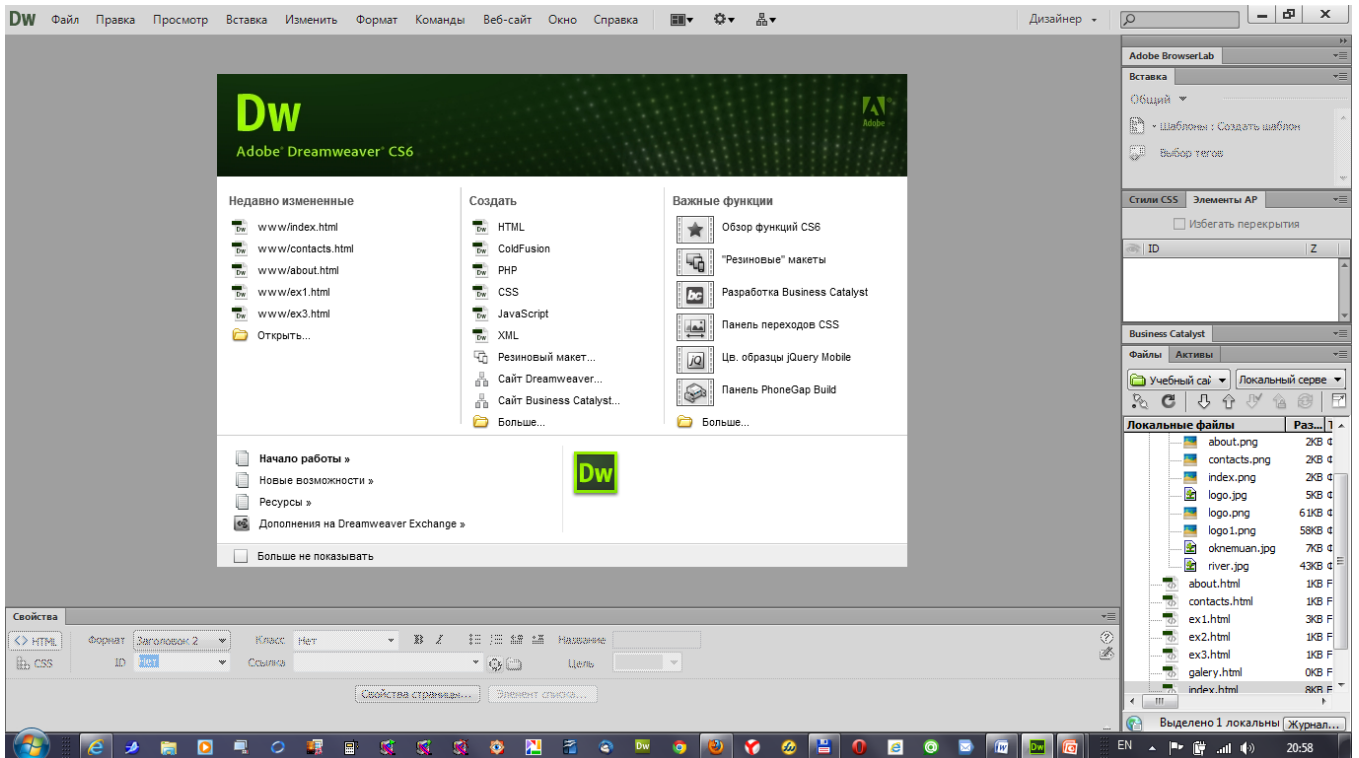 DW Файл Правка Просмотр Вставка Изменить Формат Команды Веб-сайт Окно Справка Дизайнер
Dw
Adobe® Dreamweaver® CS6
Adobe
Недавно измененные
www/index.html
www/contacts.html
www/about.html
www/ex1.html
www/ex3.html
Открыть...
Создать
HTML
ColdFusion
PHP
CSS
JavaScript
XML
Резиновый макет...
Сайт Dreamweaver...
Сайт Business Catalyst...
Больше...
Важные функции
Обзор функций CS6
"Резиновые" макеты
Разработка Business Catalyst
Панель переходов CSS
Цв. образцы jQuery Mobile
Панель PhoneGap Build
Больше...
Начало работы »
Новые возможности »
Ресурсы »
Дополнения на Dreamweaver Exchange »
Dw
Больше не показывать
Adobe BrowserLab
Вставка
Общий
Шаблоны : Создать шаблон
Выбор тегов
Стили CSS Элементы AP
Избегать перекрытия
ID Z
Business Catalyst
Файлы Активы
Учебный сай Локальный серве
Локальные файлы Раз... Т
about.png 2KB
contacts.png 2KB
index.png 2KB
logo.jpg 5KB
logo.png 61KB
logo1.png 58KB
oknemuan.jpg 7KB
river.jpg 43KB
about.html 1KB F
contacts.html 1KB F
ex1.html 3KB F
ex2.html 1KB F
ex3.html 1KB F
galery.html 0KB F
index.html 8KB F
Выделено 1 локальны Журнал...
Свойства
<> HTML Формат Заголовок 2 Класс Нет B I Название
CSS ID Нет Ссылка Цель
Свойства страницы... Элемент списка...
EN 20:58